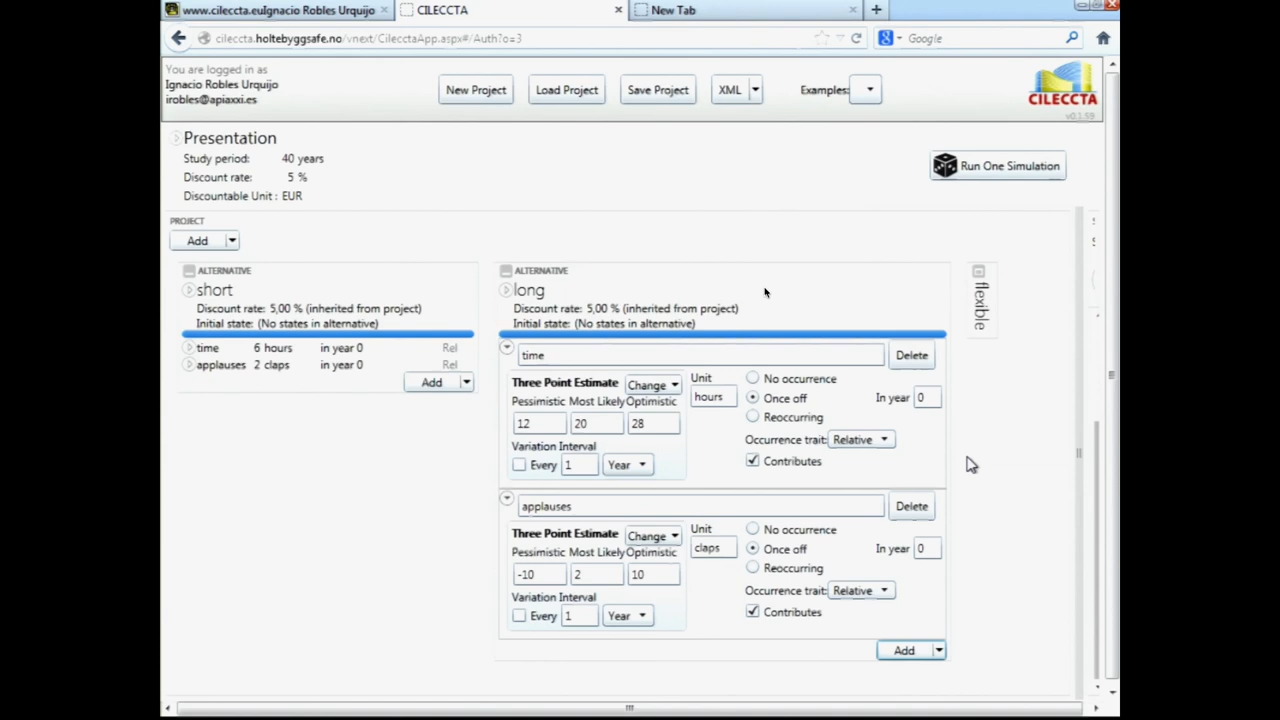 www.cileccta.euIgnacio Robles Urquijo
CILECCTA
New Tab
cileccta.holtebyggsafe.no/vnext/CilecctaApp.aspx#/Auth?o=3
Google
You are logged in as
Ignacio Robles Urquijo
irobles@apiaxxi.es
New Project
Load Project
Save Project
XML
Examples:
CILECCTA
v0.1.59
Presentation
Study period: 40 years
Discount rate: 5 %
Discountable Unit : EUR
Run One Simulation
PROJECT
Add
ALTERNATIVE
short
Discount rate: 5,00 % (inherited from project)
Initial state: (No states in alternative)
time 6 hours in year 0 Rel
applauses 2 claps in year 0 Rel
Add
ALTERNATIVE
long
Discount rate: 5,00 % (inherited from project)
Initial state: (No states in alternative)
time
Delete
Three Point Estimate Change
Pessimistic Most Likely Optimistic
12 20 28
Variation Interval
Every 1 Year
Unit
hours
No occurrence
Once off
In year 0
Reoccurring
Occurrence trait: Relative
Contributes
applauses
Delete
Three Point Estimate Change
Pessimistic Most Likely Optimistic
-10 2 10
Variation Interval
Every 1 Year
Unit
claps
No occurrence
Once off
In year 0
Reoccurring
Occurrence trait: Relative
Contributes
Add
flexible